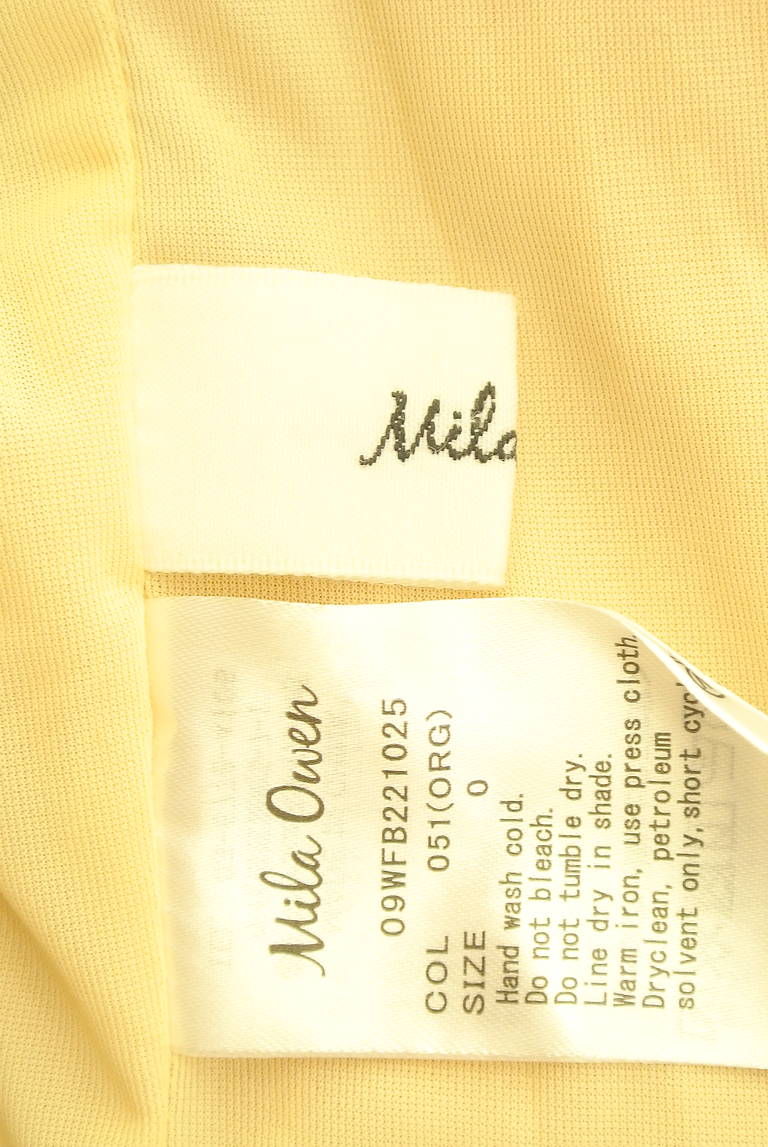 Mila
Mila Owen
09WFB221025
COL 051(ORG)
SIZE 0
Hand wash cold.
Do not bleach.
Do not tumble dry.
Line dry in shade.
Warm iron, use press cloth.
Dryclean, petroleum
solvent only, short